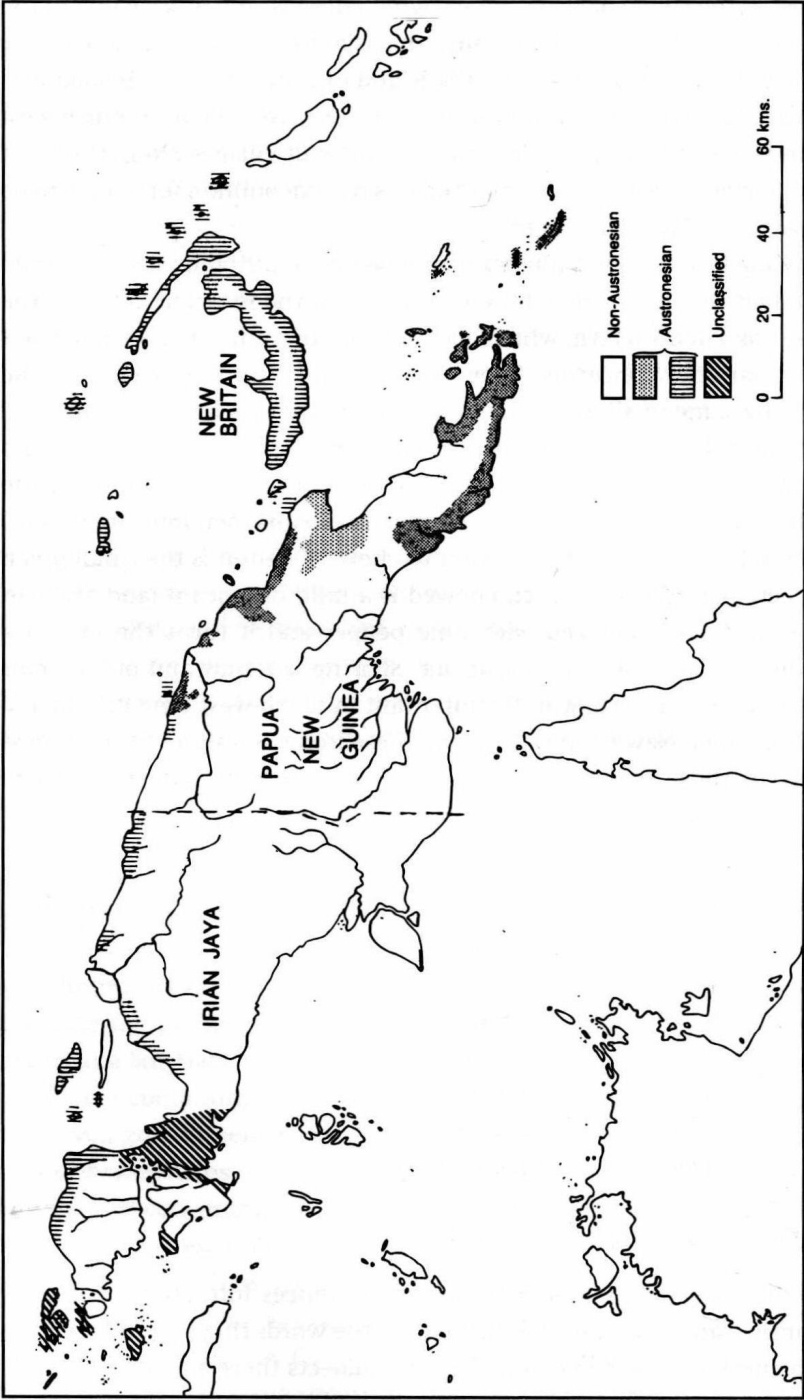 IRIAN JAYA
PAPUA
NEW
GUINEA
NEW
BRITAIN
Non-Austronesian
Austronesian
Unclassified
0 20 40 60 kms.